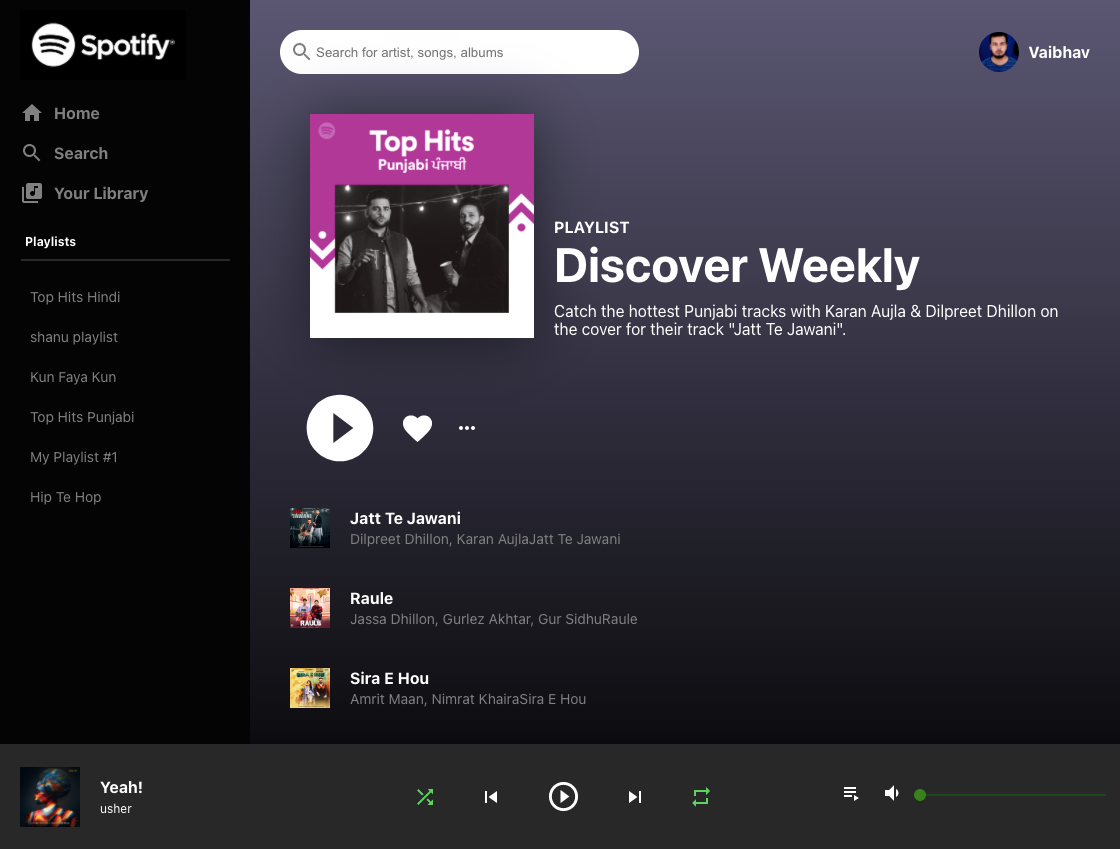 Spotify
Home
Search
Your Library
Playlists
Top Hits Hindi
shanu playlist
Kun Faya Kun
Top Hits Punjabi
My Playlist #1
Hip Te Hop
Search for artist, songs, albums
Vaibhav
Top Hits
Punjabi ਪੰਜਾਬੀ
PLAYLIST
Discover Weekly
Catch the hottest Punjabi tracks with Karan Aujla & Dilpreet Dhillon on
the cover for their track "Jatt Te Jawani".
Jatt Te Jawani
Dilpreet Dhillon, Karan AujlaJatt Te Jawani
Raule
Jassa Dhillon, Gurlez Akhtar, Gur SidhuRaule
RAULE
Sira E Hou
Amrit Maan, Nimrat KhairaSira E Hou
Yeah!
usher